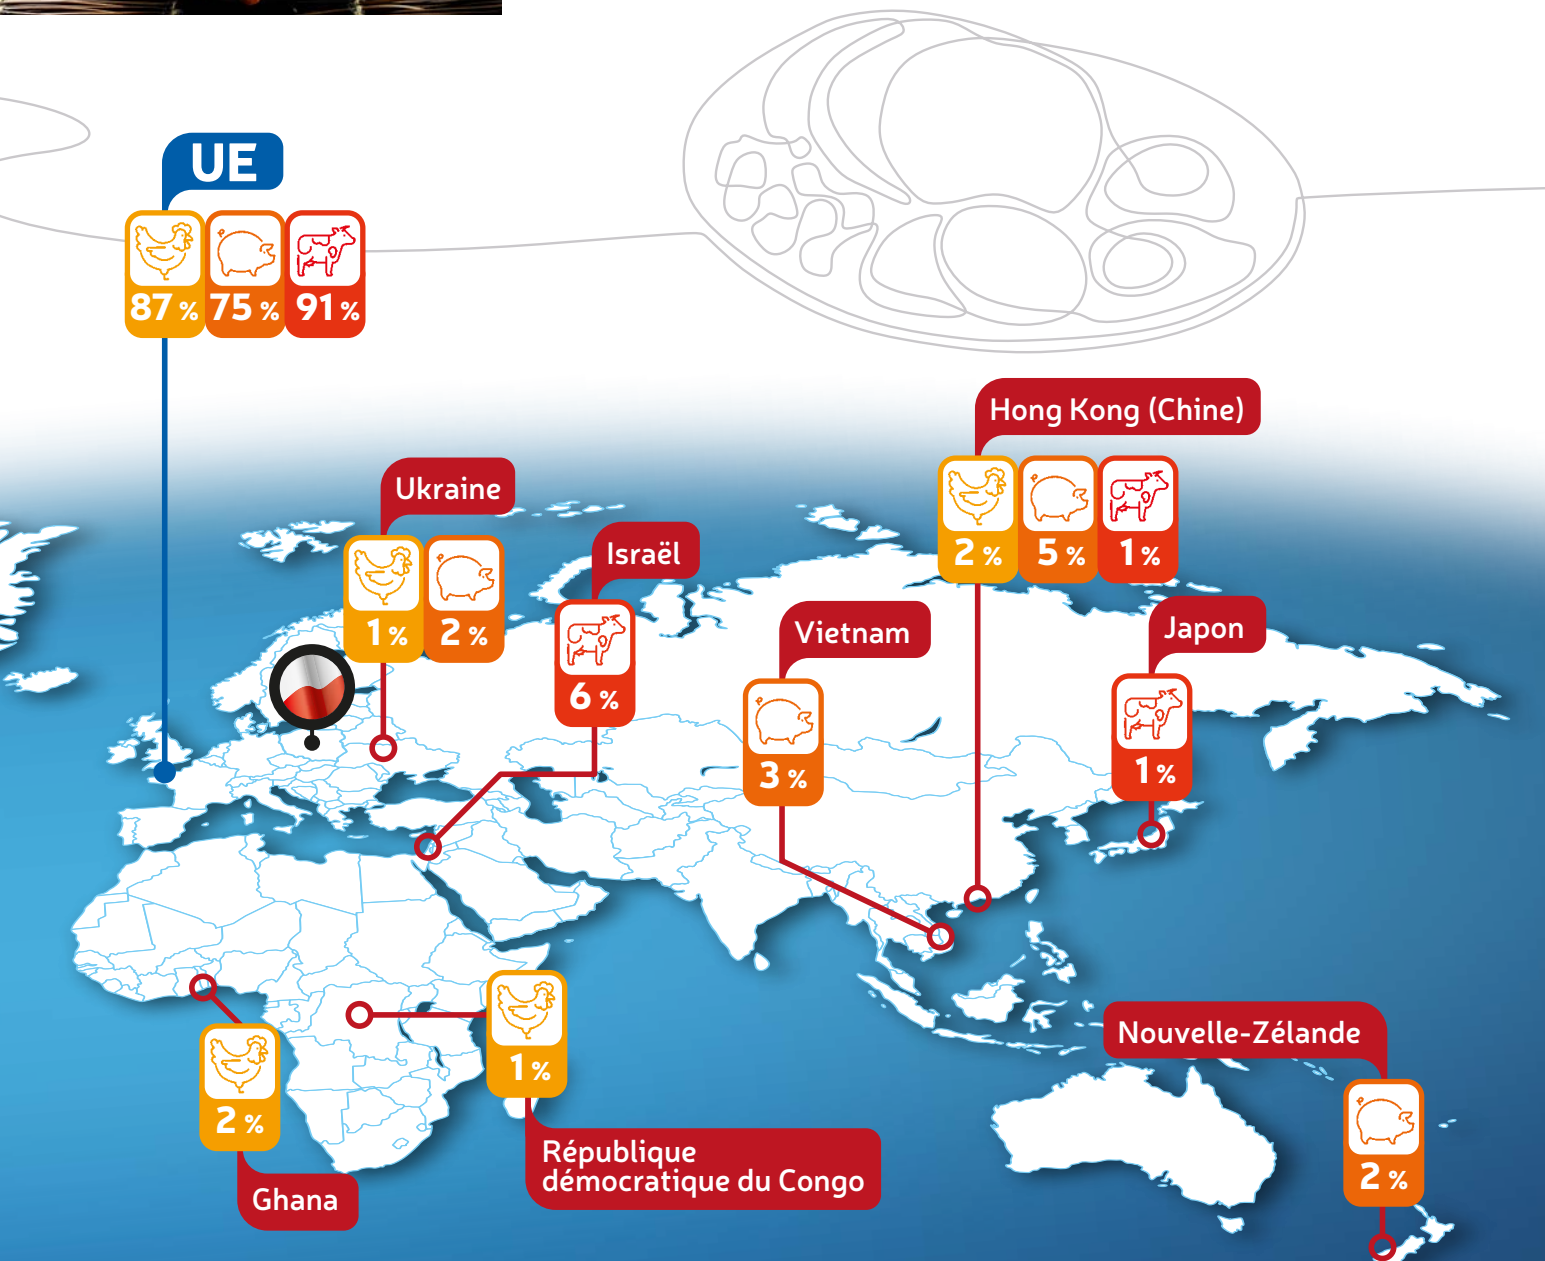 UE
87 % 75 % 91 %
Hong Kong (Chine)
2 % 5 % 1 %
Ukraine
1 % 2 %
Israël
6 %
Vietnam
3 %
Japon
1 %
Nouvelle-Zélande
2 %
1 %
République
démocratique du Congo
2 %
Ghana